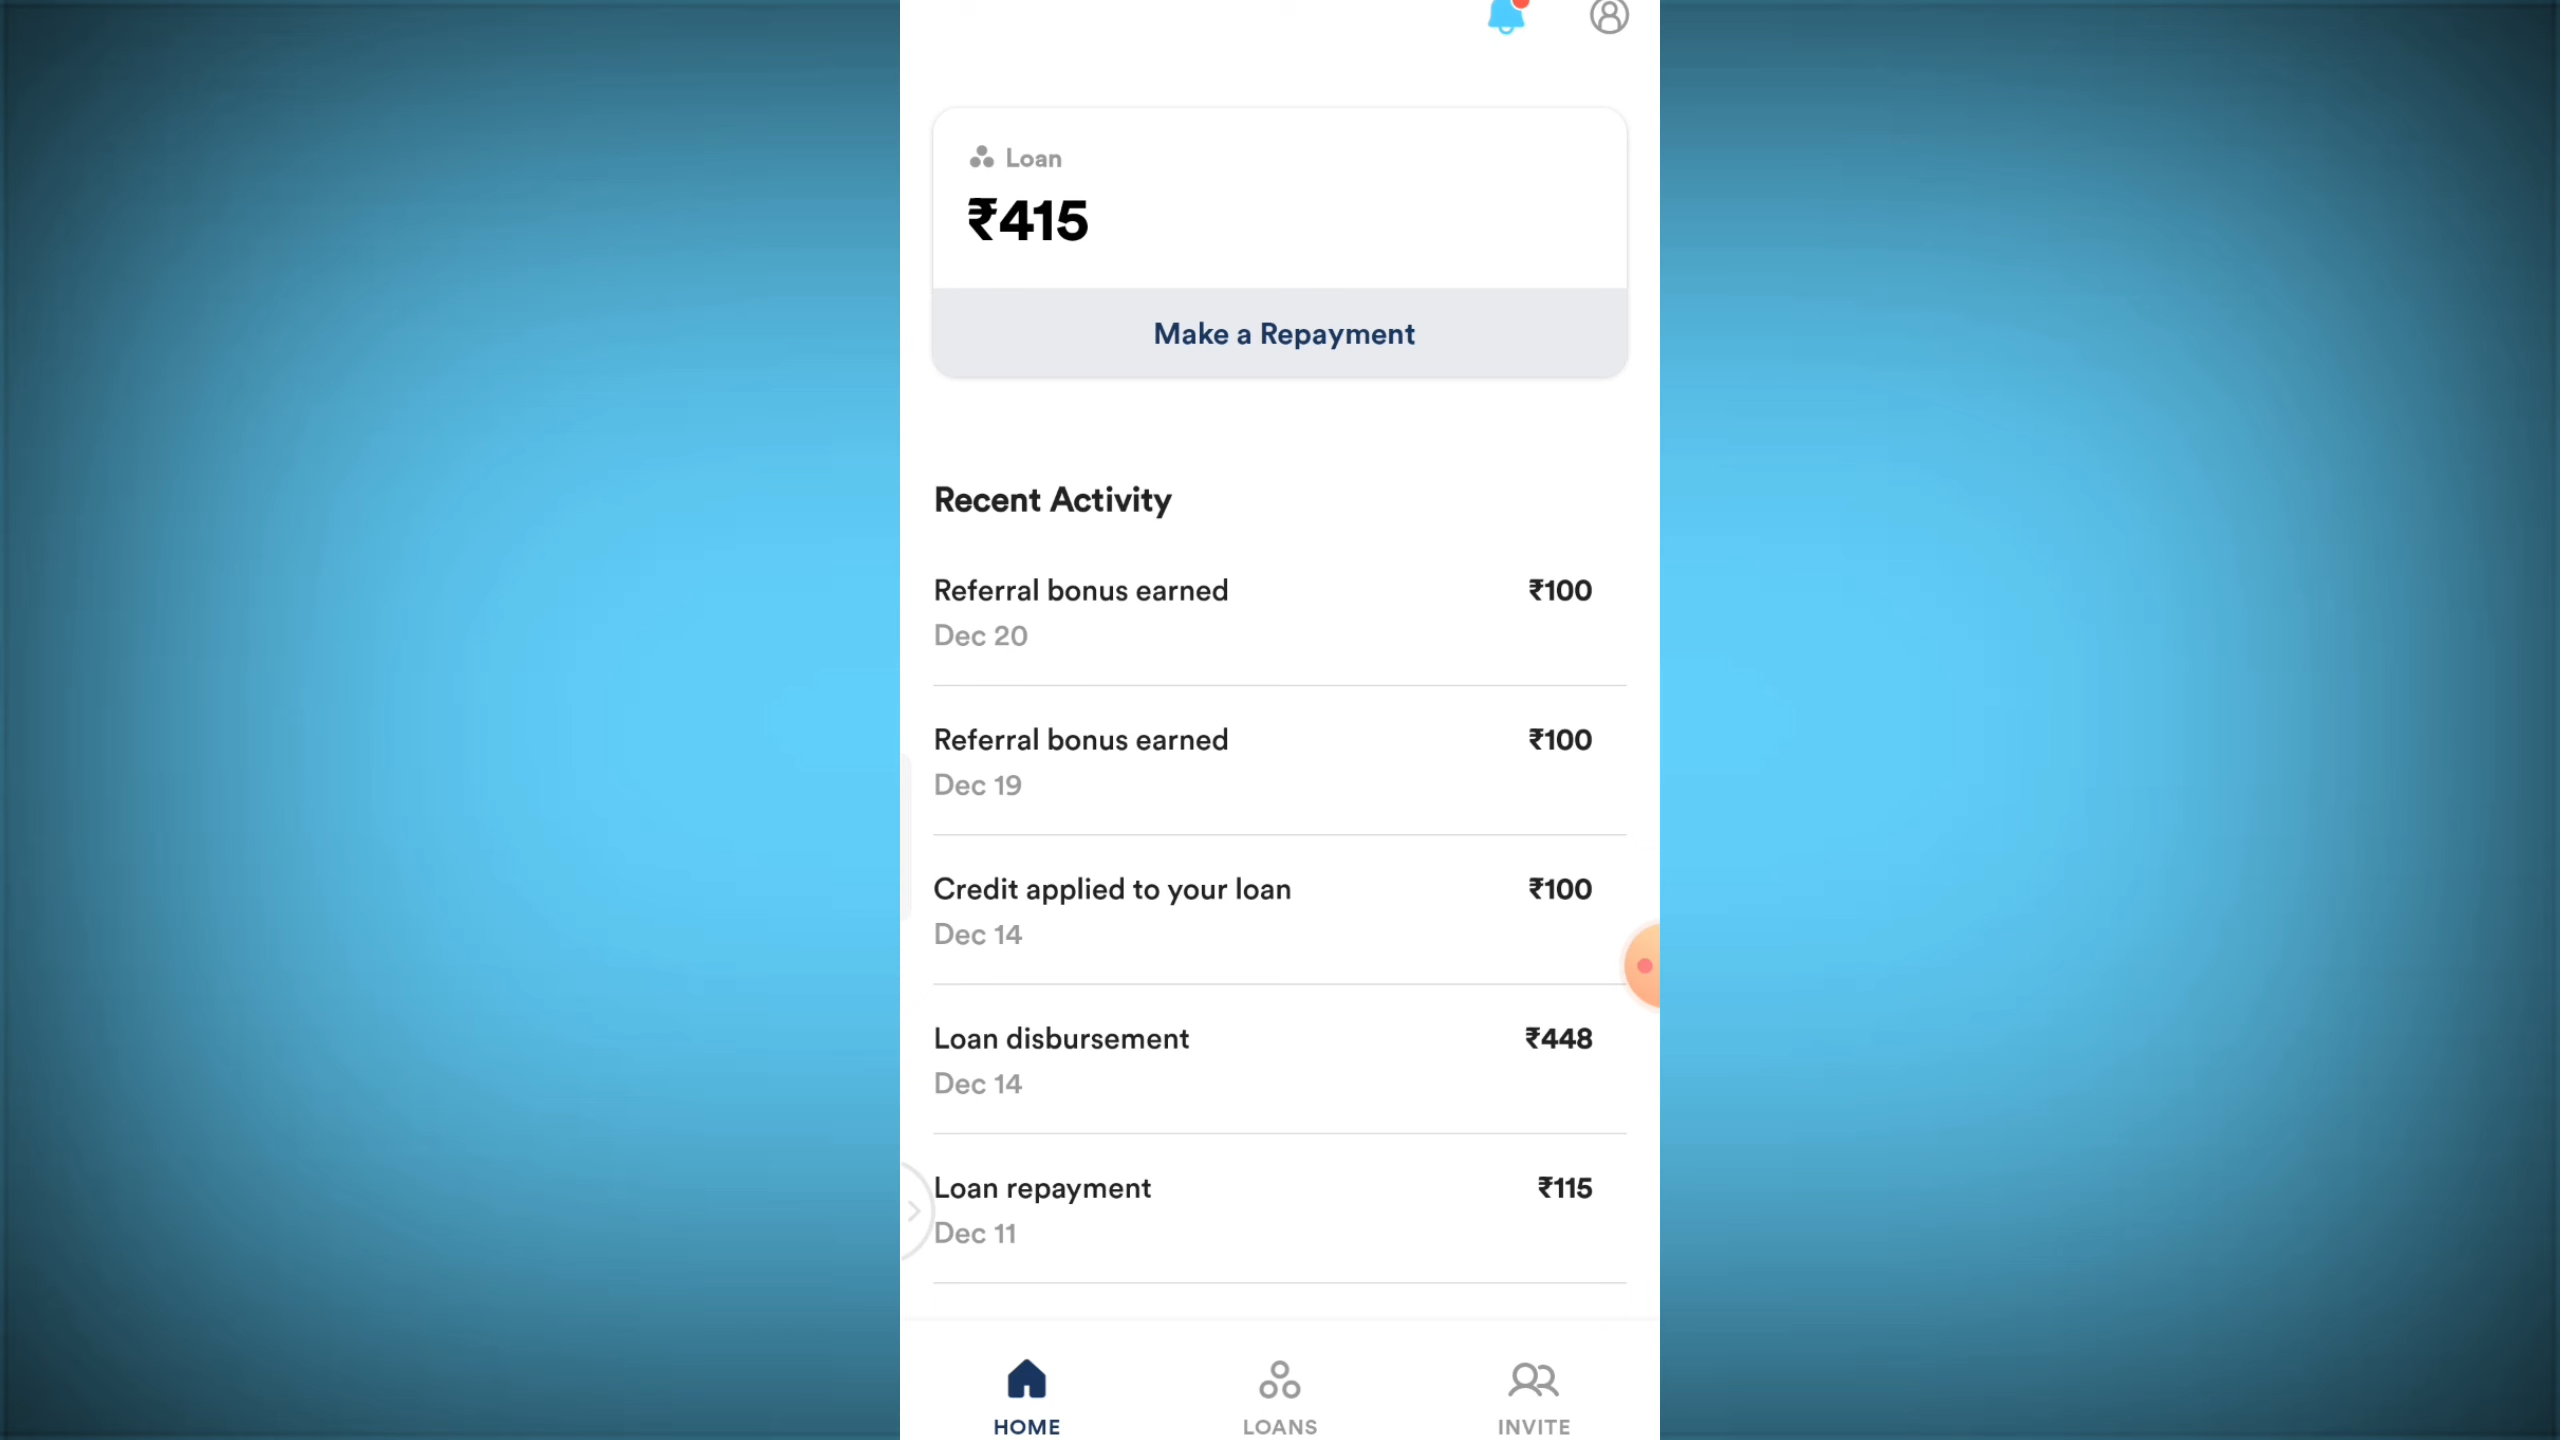 Loan
₹415
Make a Repayment
Recent Activity
Referral bonus earned ₹100
Dec 20
Referral bonus earned ₹100
Dec 19
Credit applied to your loan ₹100
Dec 14
Loan disbursement ₹448
Dec 14
Loan repayment ₹115
Dec 11
HOME LOANS INVITE